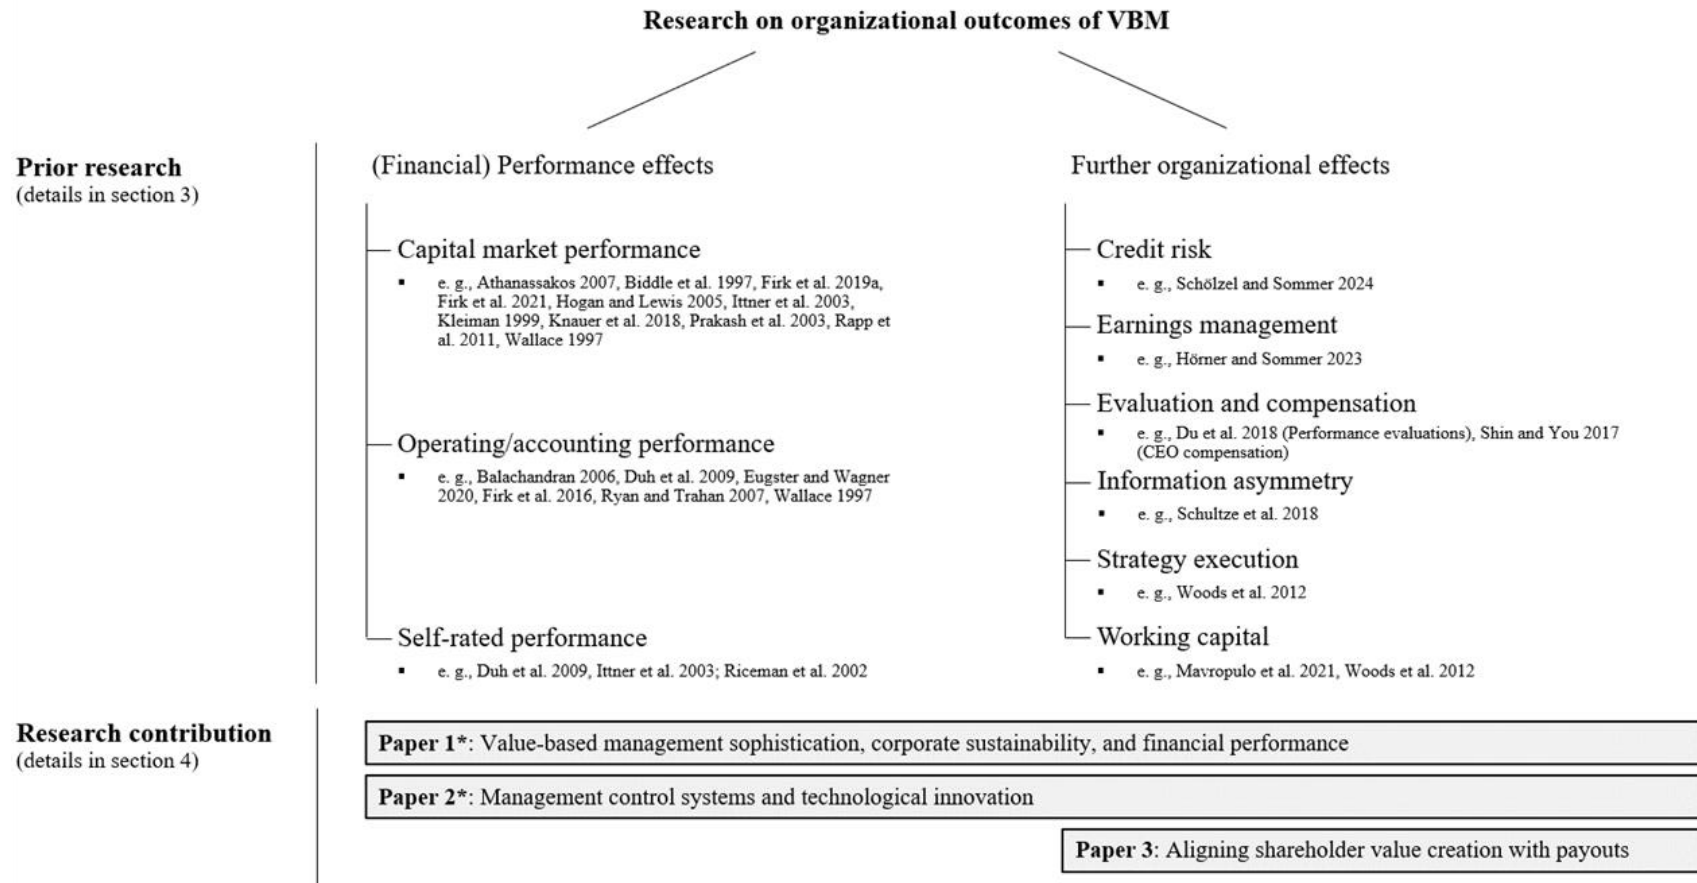 Research on organizational outcomes of VBM
Prior research
(details in section 3)
(Financial) Performance effects
Capital market performance
▪ e. g., Athanassakos 2007, Biddle et al. 1997, Firk et al. 2019a,
Firk et al. 2021, Hogan and Lewis 2005, Ittner et al. 2003,
Kleiman 1999, Knauer et al. 2018, Prakash et al. 2003, Rapp et
al. 2011, Wallace 1997
Operating/accounting performance
▪ e. g., Balachandran 2006, Duh et al. 2009, Eugster and Wagner
2020, Firk et al. 2016, Ryan and Trahan 2007, Wallace 1997
Self-rated performance
▪ e. g., Duh et al. 2009, Ittner et al. 2003; Riceman et al. 2002
Further organizational effects
Credit risk
▪ e. g., Schölzel and Sommer 2024
Earnings management
▪ e. g., Hörner and Sommer 2023
Evaluation and compensation
▪ e. g., Du et al. 2018 (Performance evaluations), Shin and You 2017
(CEO compensation)
Information asymmetry
▪ e. g., Schultze et al. 2018
Strategy execution
▪ e. g., Woods et al. 2012
Working capital
▪ e. g., Mavropulo et al. 2021, Woods et al. 2012
Research contribution
(details in section 4)
Paper 1*: Value-based management sophistication, corporate sustainability, and financial performance
Paper 2*: Management control systems and technological innovation
Paper 3: Aligning shareholder value creation with payouts